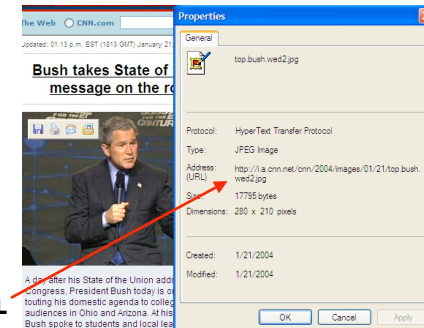 The Web CNN.com
Updated: 01:13 p.m. EST (1813 GMT) January 21,
Bush takes State of
message on the ro
A day after his State of the Union addr
Congress, President Bush today is o
touting his domestic agenda to colleg
audiences in Ohio and Arizona. At his
Bush spoke to students and local lea
Properties
General
top.bush.wed2.jpg
Protocol: HyperText Transfer Protocol
Type: JPEG Image
Address: http://i.a.cnn.net/cnn/2004/images/01/21/top.bush.
(URL) wed2.jpg
Size: 17795 bytes
Dimensions: 280 x 210 pixels
Created: 1/21/2004
Modified: 1/21/2004
OK Cancel Apply